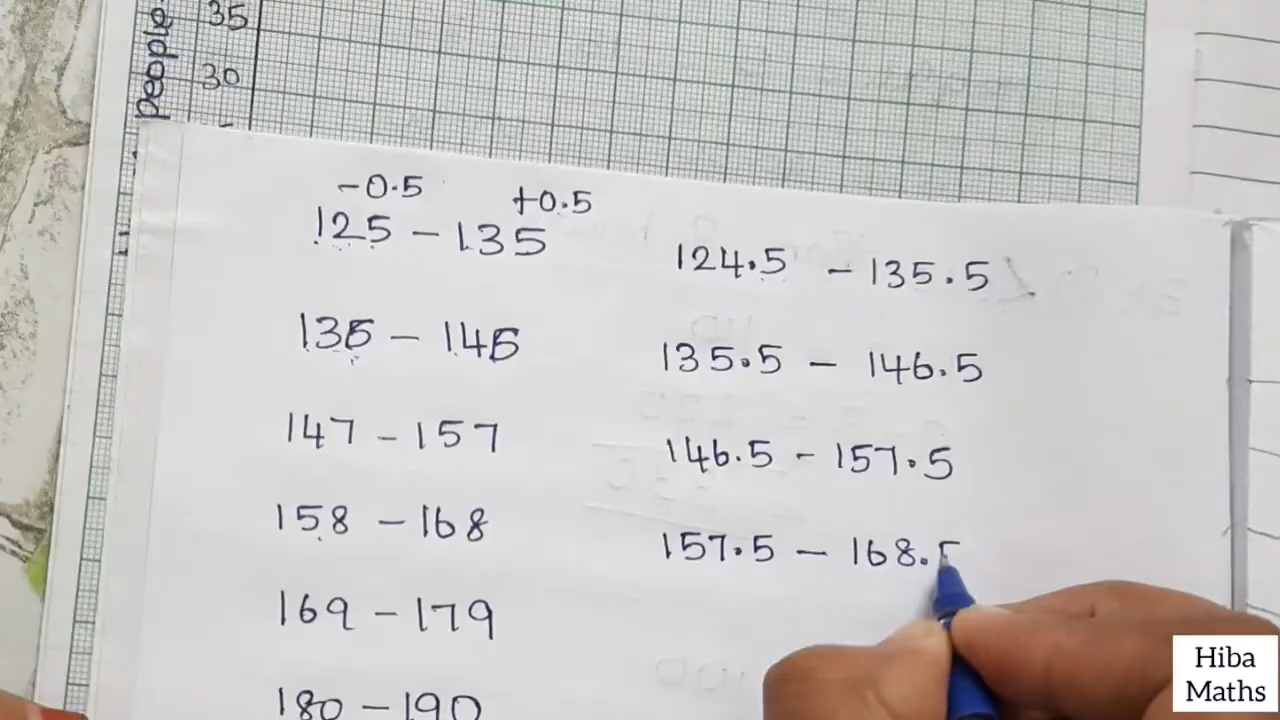 people
35
30
-0.5 +0.5
125 - 135
124.5 - 135.5
136 - 146
135.5 - 146.5
147 - 157
146.5 - 157.5
158 - 168
157.5 - 168.5
169 - 179
180 - 190
Hiba
Maths